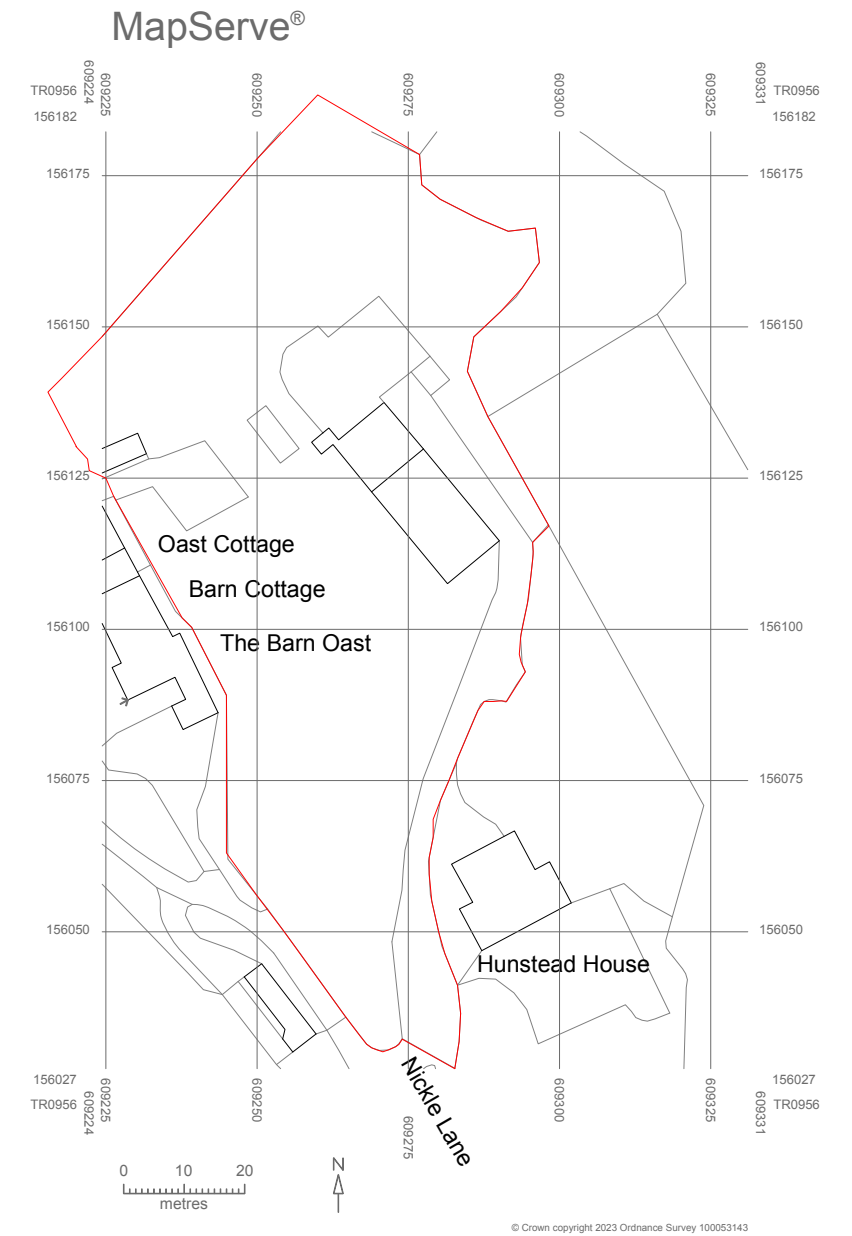 MapServe®
TR0956
156182
609224
609225
609250
609275
609300
609325
609331
TR0956
156182
156175
156175
156150
156150
156125
156125
Oast Cottage
Barn Cottage
156100
156100
The Barn Oast
156075
156075
156050
156050
Hunstead House
Nickle Lane
156027
TR0956
609224
609225
609250
609275
609300
609325
609331
156027
TR0956
0 10 20
metres
N
© Crown copyright 2023 Ordnance Survey 100053143